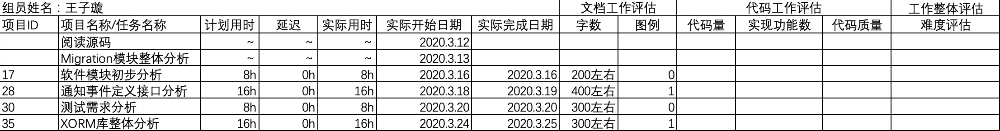 组员姓名：王子璇 文档工作评估 代码工作评估 工作整体评估
项目ID 项目名称/任务名称 计划用时 延迟 实际用时 实际开始日期 实际完成日期 字数 图例 代码量 实现功能数 代码质量 难度评估
阅读源码 ~ ~ ~ 2020.3.12
Migration模块整体分析 ~ ~ ~ 2020.3.13
17 软件模块初步分析 8h 0h 8h 2020.3.16 2020.3.16 200左右 0
28 通知事件定义接口分析 16h 0h 16h 2020.3.18 2020.3.19 400左右 1
30 测试需求分析 8h 0h 8h 2020.3.20 2020.3.20 300左右 0
35 XORM库整体分析 16h 0h 16h 2020.3.24 2020.3.25 300左右 1